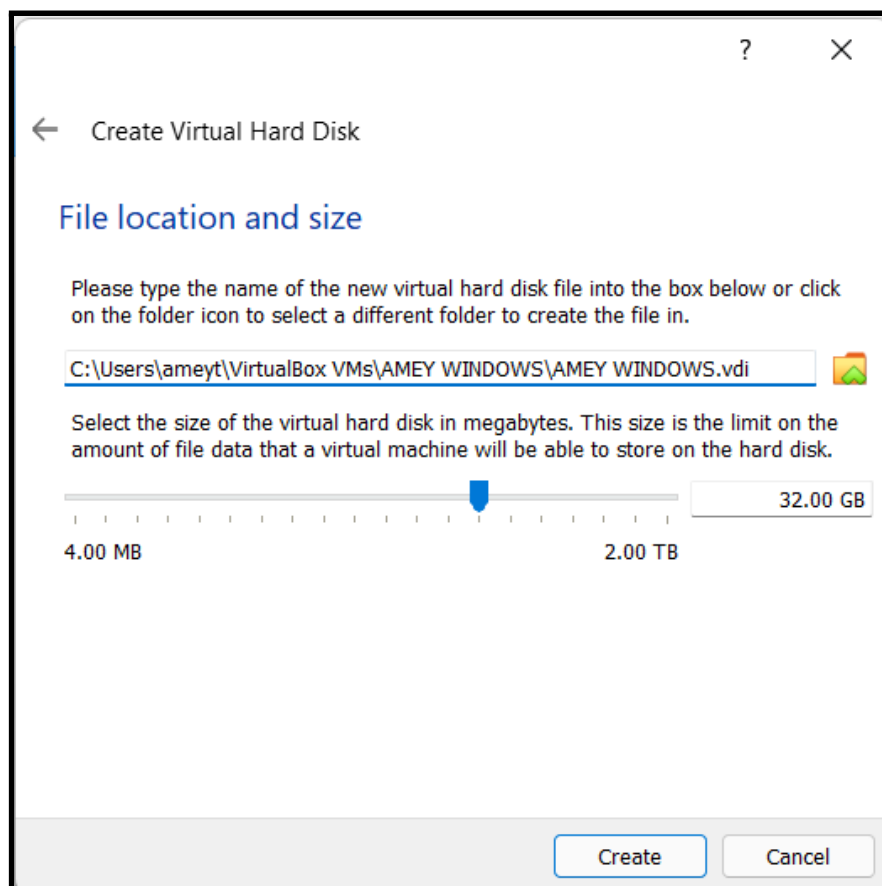 ?
Create Virtual Hard Disk
File location and size
Please type the name of the new virtual hard disk file into the box below or click
on the folder icon to select a different folder to create the file in.
C:\Users\ameyt\VirtualBox VMs\AMEY WINDOWS\AMEY WINDOWS.vdi
Select the size of the virtual hard disk in megabytes. This size is the limit on the
amount of file data that a virtual machine will be able to store on the hard disk.
32.00 GB
4.00 MB 2.00 TB
Create Cancel